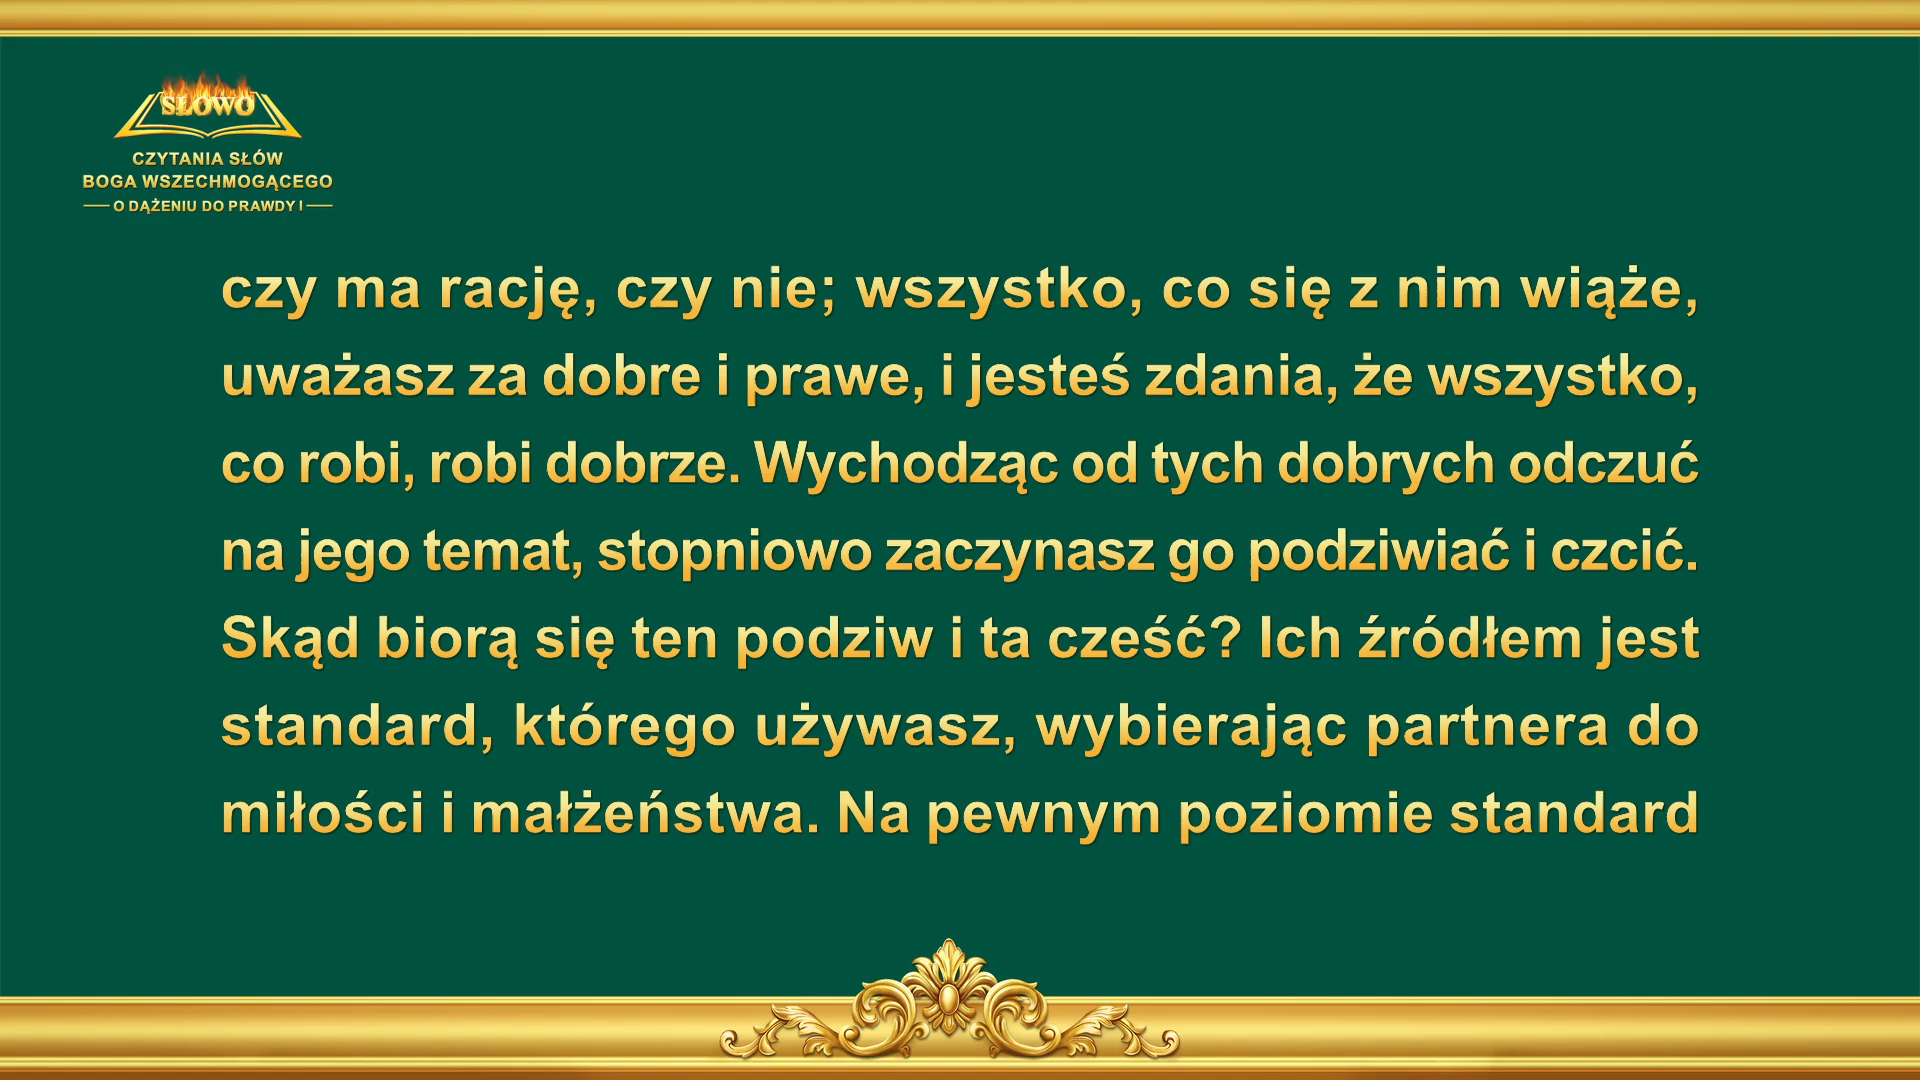 SŁOWO
CZYTANIA SŁÓW
BOGA WSZECHMOGĄCEGO
O DĄŻENIU DO PRAWDY I
czy ma rację, czy nie; wszystko, co się z nim wiąże,
uważasz za dobre i prawe, i jesteś zdania, że wszystko,
co robi, robi dobrze. Wychodząc od tych dobrych odczuć
na jego temat, stopniowo zaczynasz go podziwiać i czcić.
Skąd biorą się ten podziw i ta cześć? Ich źródłem jest
standard, którego używasz, wybierając partnera do
miłości i małżeństwa. Na pewnym poziomie standard